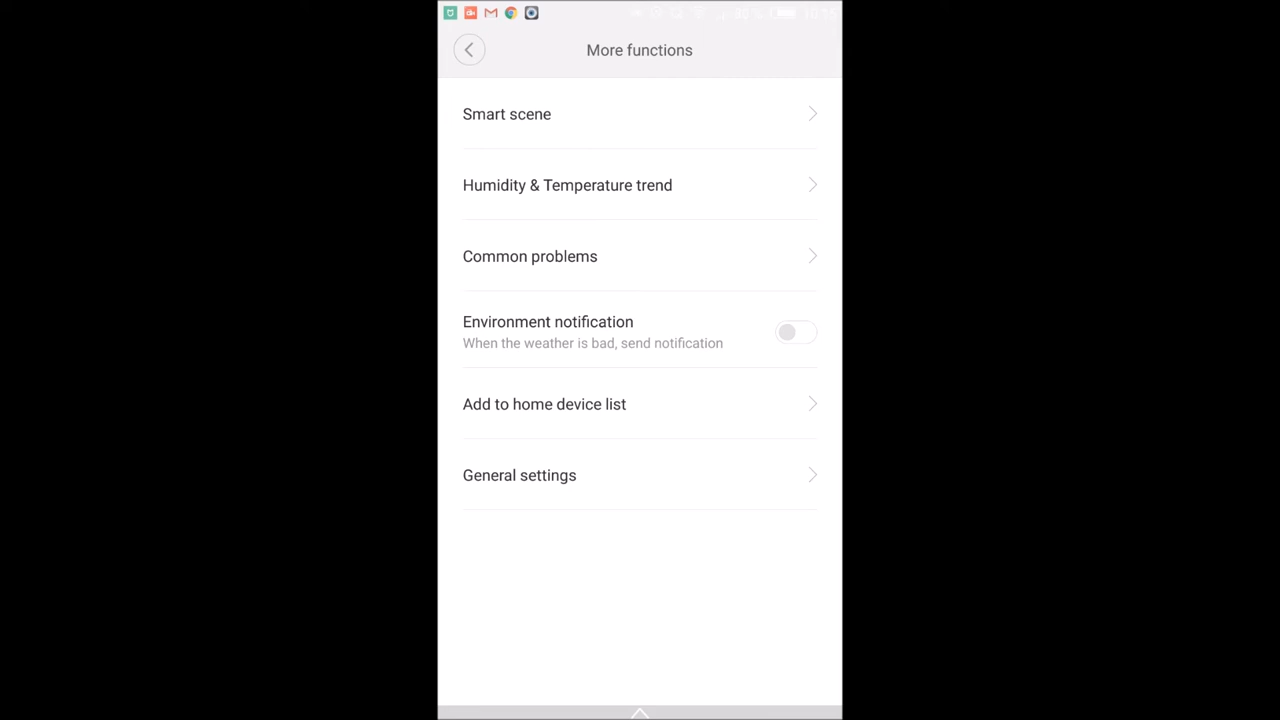 More functions
Smart scene
Humidity & Temperature trend
Common problems
Environment notification
When the weather is bad, send notification
Add to home device list
General settings